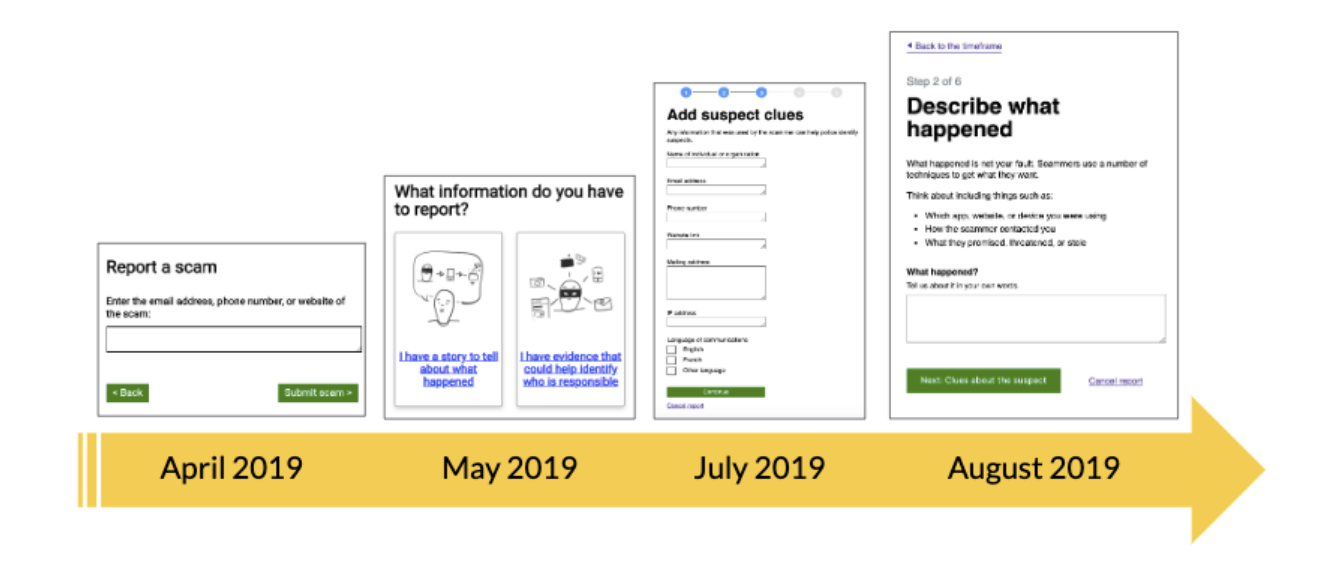 Report a scam
Enter the email address, phone number, or website of
the scam:
< Back
Submit scam >
April 2019
What information do you have
to report?
I have a story to tell
about what
happened
I have evidence that
could help identify
who is responsible
May 2019
1
2
3
Add suspect clues
Any information that was used by the scammer can help police identify
suspects.
Name of individual or organization
Email address
Phone number
Website link
Mailing address
IP address
Language of communications
English
French
Other language
Continue
Cancel report
July 2019
Back to the timeframe
Step 2 of 6
Describe what
happened
What happened is not your fault. Scammers use a number of
techniques to get what they want.
Think about including things such as:
• Which app, website, or device you were using
• How the scammer contacted you
• What they promised, threatened, or stole
What happened?
Tell us about it in your own words.
Next: Clues about the suspect
Cancel report
August 2019